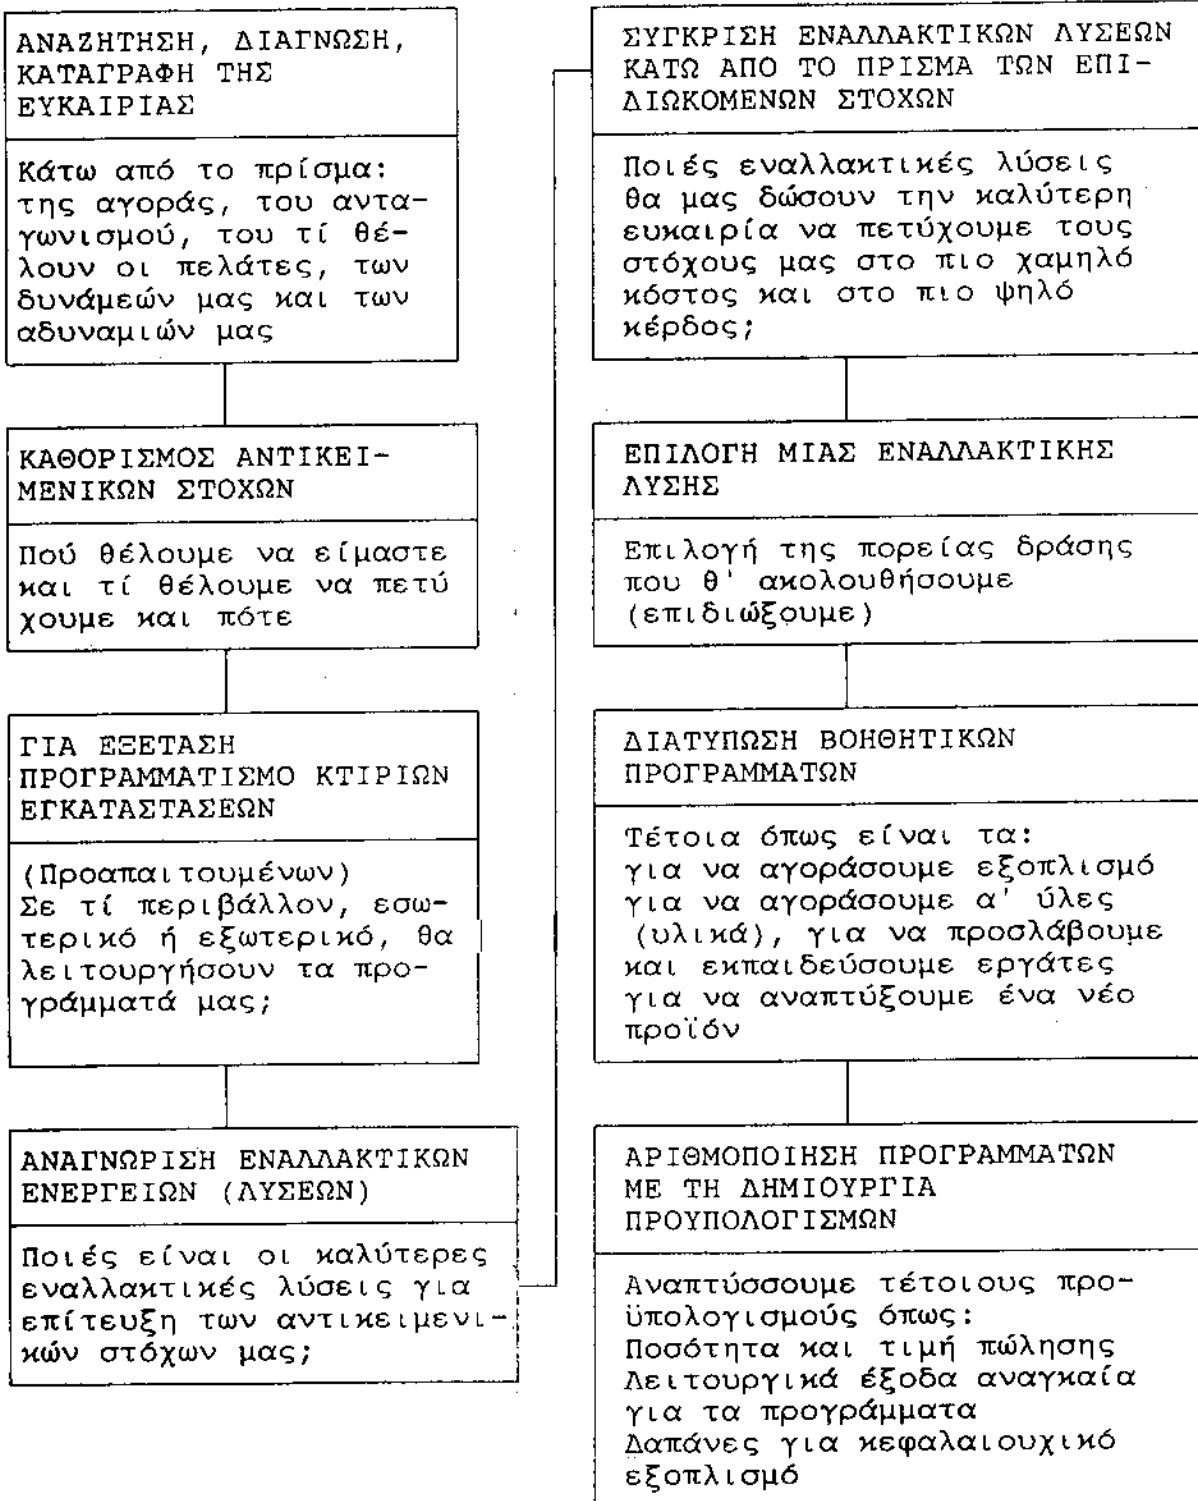 ΑΝΑΖΗΤΗΣΗ, ΔΙΑΓΝΩΣΗ,
ΚΑΤΑΓΡΑΦΗ ΤΗΣ
ΕΥΚΑΙΡΙΑΣ
Κάτω από το πρίσμα:
της αγοράς, του αντα-
γωνισμού, του τί θέ-
λουν οι πελάτες, των
δυνάμεών μας και των
αδυναμιών μας
ΚΑΘΟΡΙΣΜΟΣ ΑΝΤΙΚΕΙ-
ΜΕΝΙΚΩΝ ΣΤΟΧΩΝ
Πού θέλουμε να είμαστε
και τί θέλουμε να πετύ
χουμε και πότε
ΓΙΑ ΕΞΕΤΑΣΗ
ΠΡΟΓΡΑΜΜΑΤΙΣΜΟ ΚΤΙΡΙΩΝ
ΕΓΚΑΤΑΣΤΑΣΕΩΝ
(Προαπαιτουμένων)
Σε τί περιβάλλον, εσω-
τερικό ή εξωτερικό, θα
λειτουργήσουν τα προ-
γράμματά μας;
ΑΝΑΓΝΩΡΙΣΗ ΕΝΑΛΛΑΚΤΙΚΩΝ
ΕΝΕΡΓΕΙΩΝ (ΛΥΣΕΩΝ)
Ποιές είναι οι καλύτερες
εναλλακτικές λύσεις για
επίτευξη των αντικειμενι-
κών στόχων μας;
ΣΥΓΚΡΙΣΗ ΕΝΑΛΛΑΚΤΙΚΩΝ ΛΥΣΕΩΝ
ΚΑΤΩ ΑΠΟ ΤΟ ΠΡΙΣΜΑ ΤΩΝ ΕΠΙ-
ΔΙΩΚΟΜΕΝΩΝ ΣΤΟΧΩΝ
Ποιές εναλλακτικές λύσεις
θα μας δώσουν την καλύτερη
ευκαιρία να πετύχουμε τους
στόχους μας στο πιο χαμηλό
κόστος και στο πιο ψηλό
κέρδος;
ΕΠΙΛΟΓΗ ΜΙΑΣ ΕΝΑΛΛΑΚΤΙΚΗΣ
ΛΥΣΗΣ
Επιλογή της πορείας δράσης
που θ' ακολουθήσουμε
(επιδιώξουμε)
ΔΙΑΤΥΠΩΣΗ ΒΟΗΘΗΤΙΚΩΝ
ΠΡΟΓΡΑΜΜΑΤΩΝ
Τέτοια όπως είναι τα:
για να αγοράσουμε εξοπλισμό
για να αγοράσουμε α' ύλες
(υλικά), για να προσλάβουμε
και εκπαιδεύσουμε εργάτες
για να αναπτύξουμε ένα νέο
προϊόν
ΑΡΙΘΜΟΠΟΙΗΣΗ ΠΡΟΓΡΑΜΜΑΤΩΝ
ΜΕ ΤΗ ΔΗΜΙΟΥΡΓΙΑ
ΠΡΟΥΠΟΛΟΓΙΣΜΩΝ
Αναπτύσσουμε τέτοιους προ-
ϋπολογισμούς όπως:
Ποσότητα και τιμή πώλησης
Λειτουργικά έξοδα αναγκαία
για τα προγράμματα
Δαπάνες για κεφαλαιουχικό
εξοπλισμό